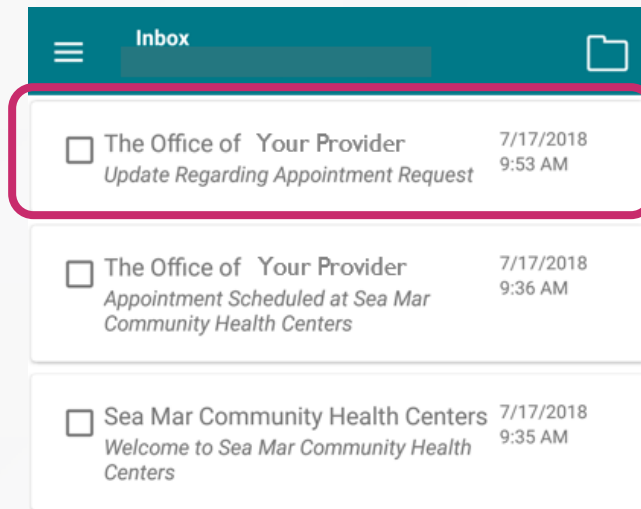 Inbox
The Office of Your Provider 7/17/2018
Update Regarding Appointment Request 9:53 AM
The Office of Your Provider 7/17/2018
Appointment Scheduled at Sea Mar 9:36 AM
Community Health Centers
Sea Mar Community Health Centers 7/17/2018
Welcome to Sea Mar Community Health 9:35 AM
Centers